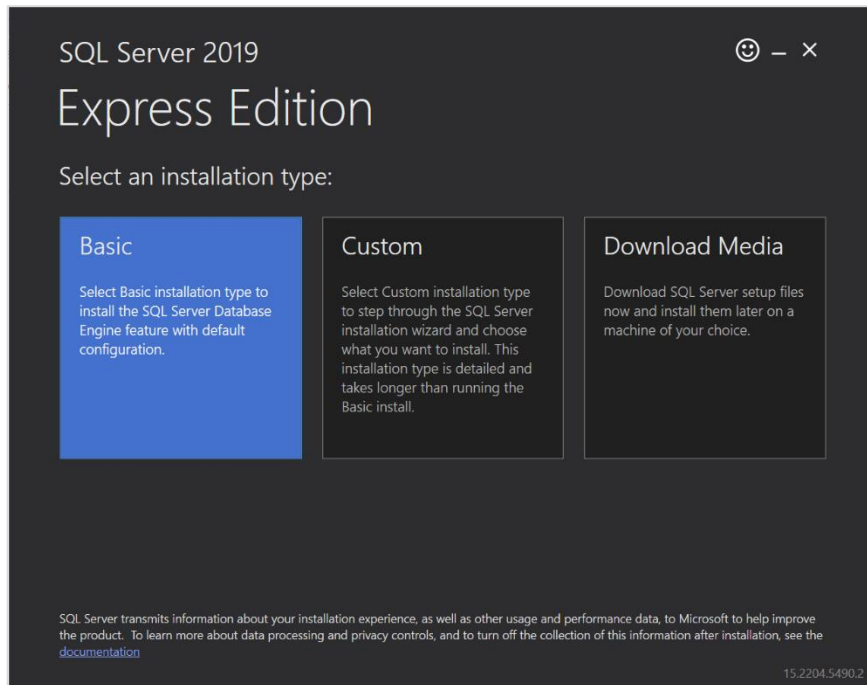 SQL Server 2019
Express Edition
Select an installation type:
Basic
Select Basic installation type to
install the SQL Server Database
Engine feature with default
configuration.
Custom
Select Custom installation type
to step through the SQL Server
installation wizard and choose
what you want to install. This
installation type is detailed and
takes longer than running the
Basic install.
Download Media
Download SQL Server setup files
now and install them later on a
machine of your choice.
SQL Server transmits information about your installation experience, as well as other usage and performance data, to Microsoft to help improve
the product. To learn more about data processing and privacy controls, and to turn off the collection of this information after installation, see the
documentation
15.2204.5490.2